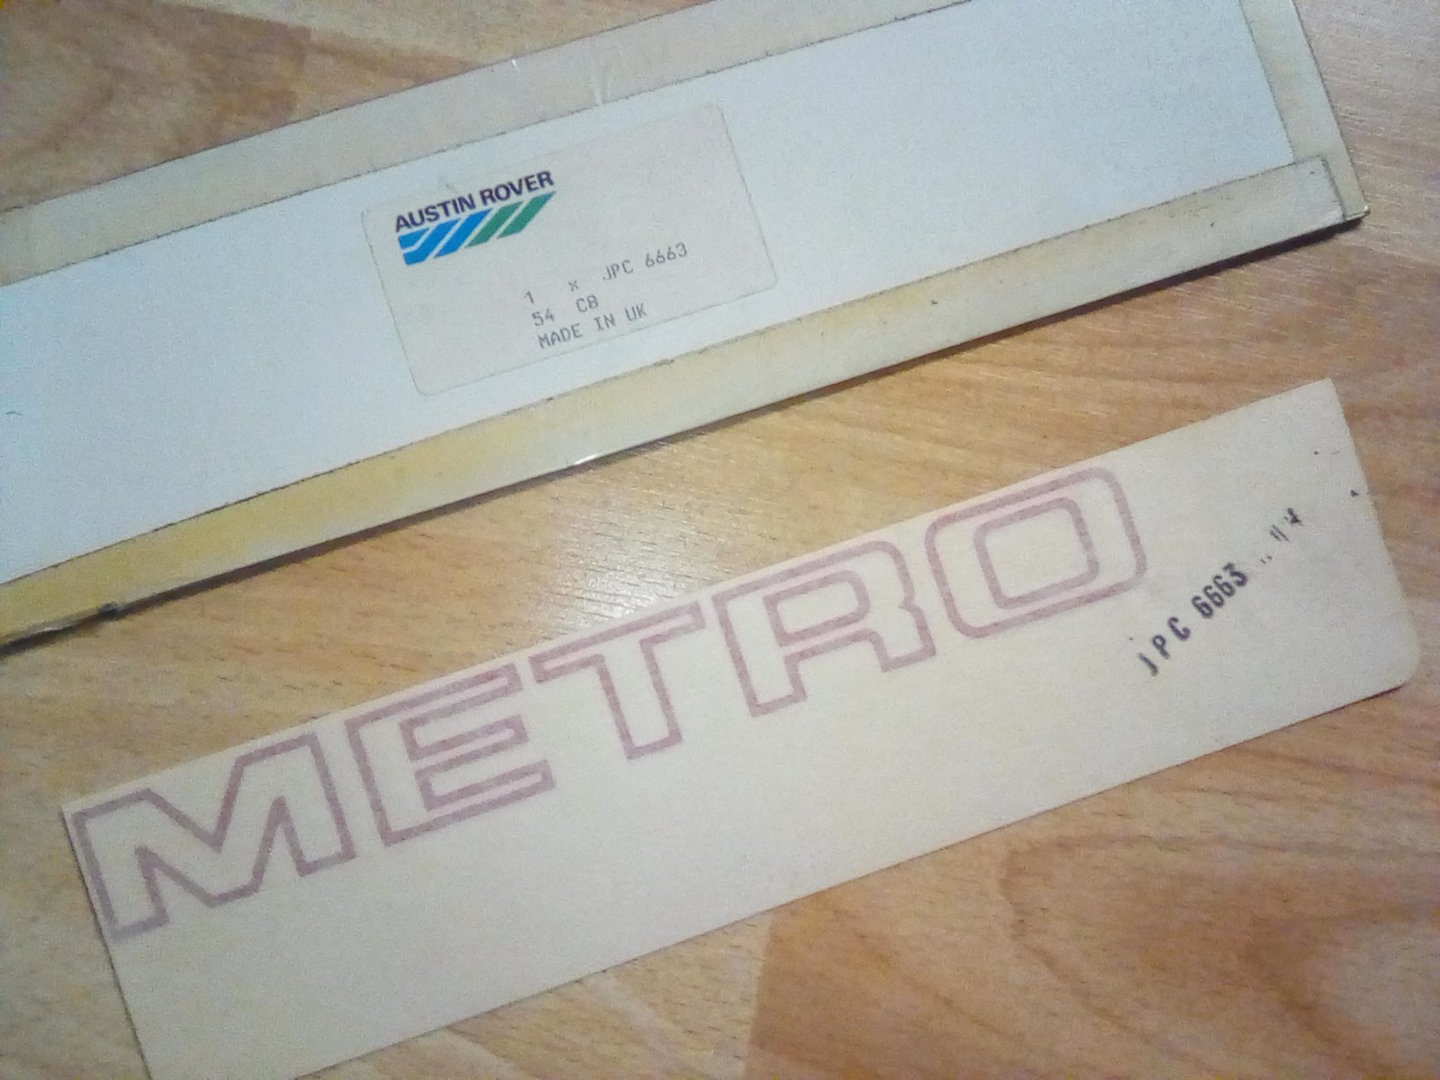 AUSTIN ROVER
1 x JPC 6663
54 C8
MADE IN UK
METRO
jPC 6663